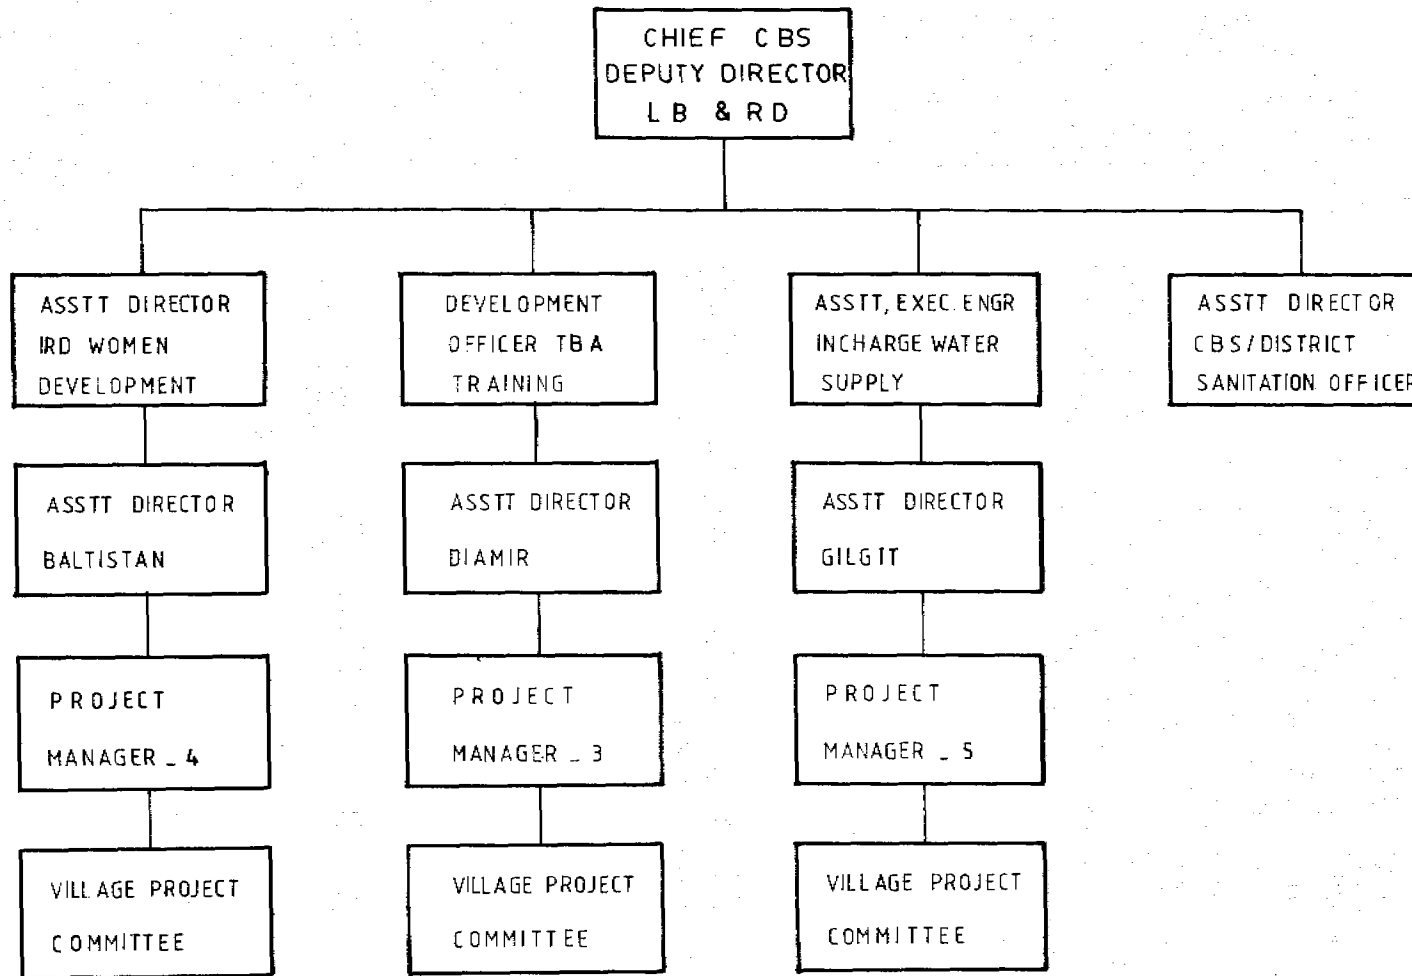 CHIEF CBS
DEPUTY DIRECTOR
LB & RD
ASSTT DIRECTOR
IRD WOMEN
DEVELOPMENT
DEVELOPMENT
OFFICER TBA
TRAINING
ASSTT, EXEC. ENGR
INCHARGE WATER
SUPPLY
ASSTT DIRECTOR
CBS/DISTRICT
SANITATION OFFICER
ASSTT DIRECTOR
BALTISTAN
ASSTT DIRECTOR
DIAMIR
ASSTT DIRECTOR
GILGIT
PROJECT
MANAGER _ 4
PROJECT
MANAGER _ 3
PROJECT
MANAGER _ 5
VILLAGE PROJECT
COMMITTEE
VILLAGE PROJECT
COMMITTEE
VILLAGE PROJECT
COMMITTEE